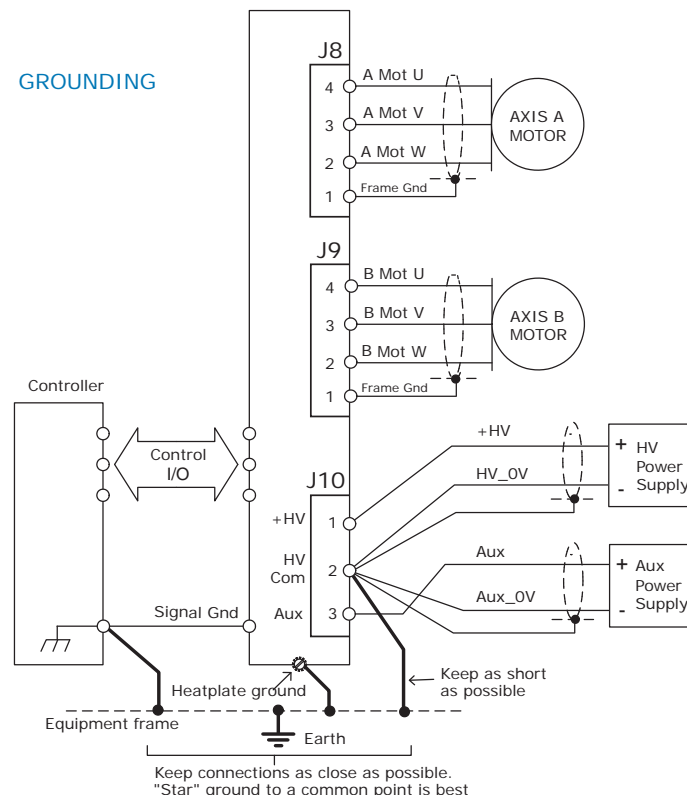 GROUNDING
J8
4 A Mot U
3 A Mot V
2 A Mot W
1 Frame Gnd
AXIS A
MOTOR
J9
4 B Mot U
3 B Mot V
2 B Mot W
1 Frame Gnd
AXIS B
MOTOR
Controller
Control
I/O
J10
+HV 1
HV
Com
2
Aux 3
+HV
HV_0V
+ HV
Power
- Supply
Aux
Aux_0V
+ Aux
Power
- Supply
Signal Gnd
Heatplate ground
Keep as short
as possible
Equipment frame
Earth
Keep connections as close as possible.
"Star" ground to a common point is best